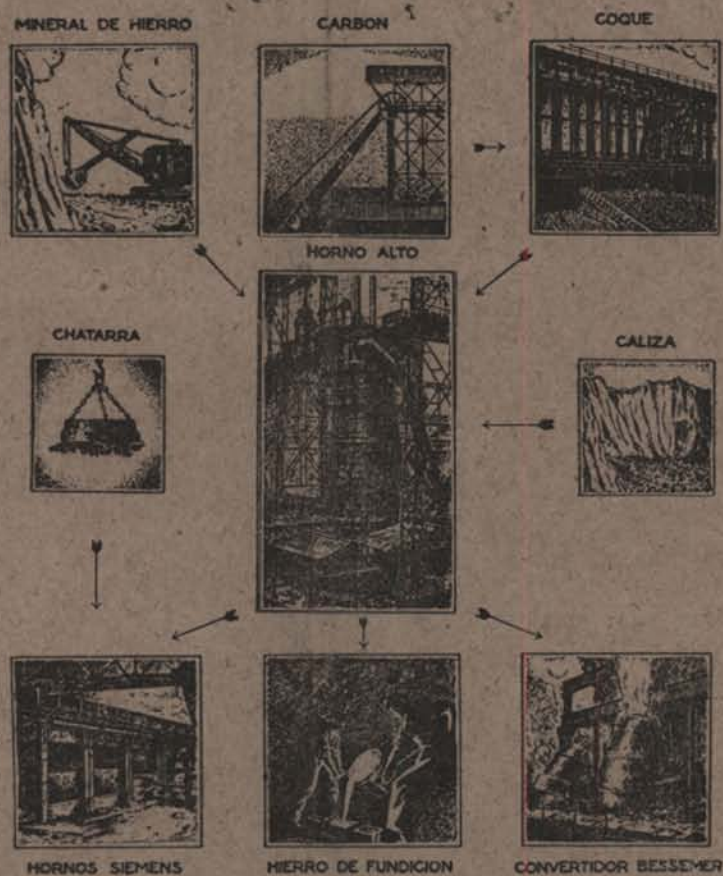 MINERAL DE HIERRO
CARBON
COQUE
HORNO ALTO
CHATARRA
CALIZA
HORNOS SIEMENS
HIERRO DE FUNDICION
CONVERTIDOR BESSEMER